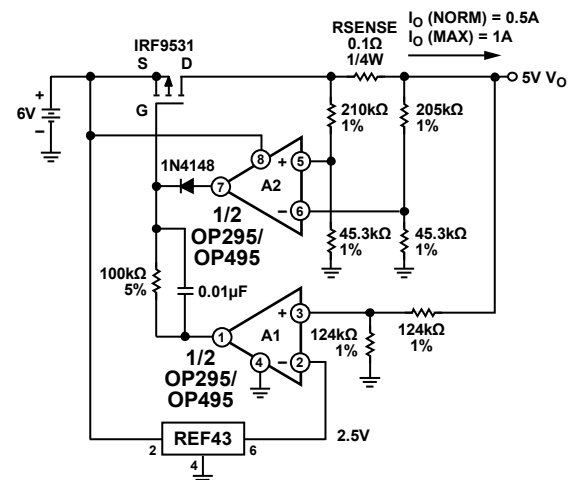 IO (NORM) = 0.5A
IO (MAX) = 1A
RSENSE
0.1Ω
1/4W
IRF9531
S D
G
6V
+
−
5V VO
210kΩ
1%
205kΩ
1%
1N4148
8
7
+ 5
A2
− 6
1/2
OP295/
OP495
45.3kΩ
1%
45.3kΩ
1%
100kΩ
5%
0.01µF
1
+ 3
A1
4
− 2
1/2
OP295/
OP495
124kΩ
1%
124kΩ
1%
REF43
2
6
4
2.5V